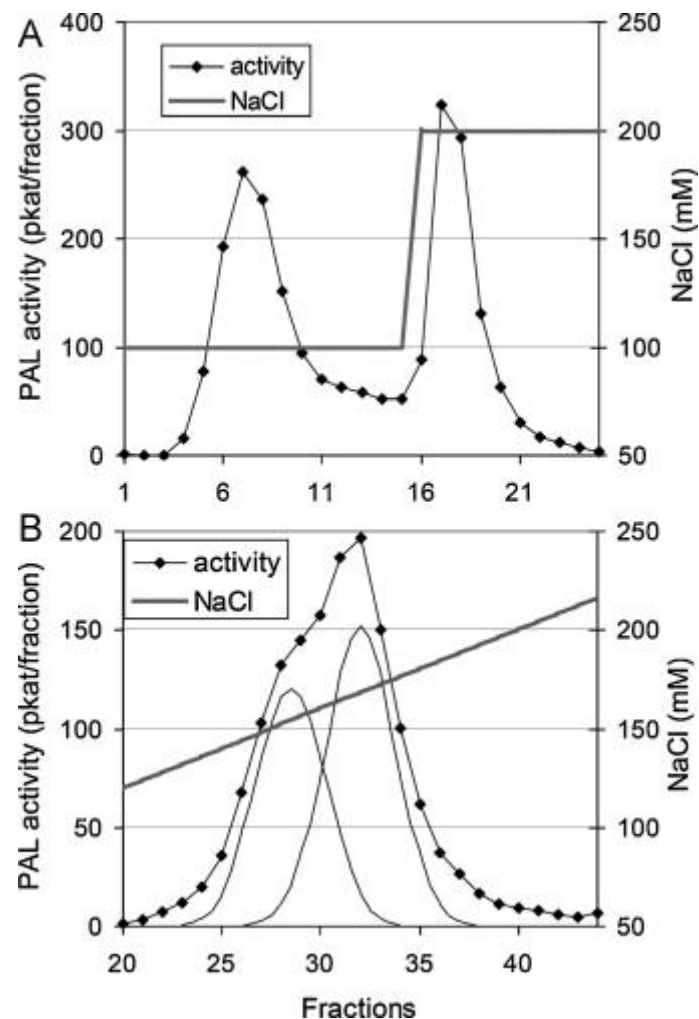 A
400
300
200
100
0
PAL activity (pkat/fraction)
activity
NaCl
250
200
150
100
50
NaCl (mM)
1 6 11 16 21
B
200
150
100
50
0
PAL activity (pkat/fraction)
activity
NaCl
250
200
150
100
50
NaCl (mM)
20 25 30 35 40
Fractions